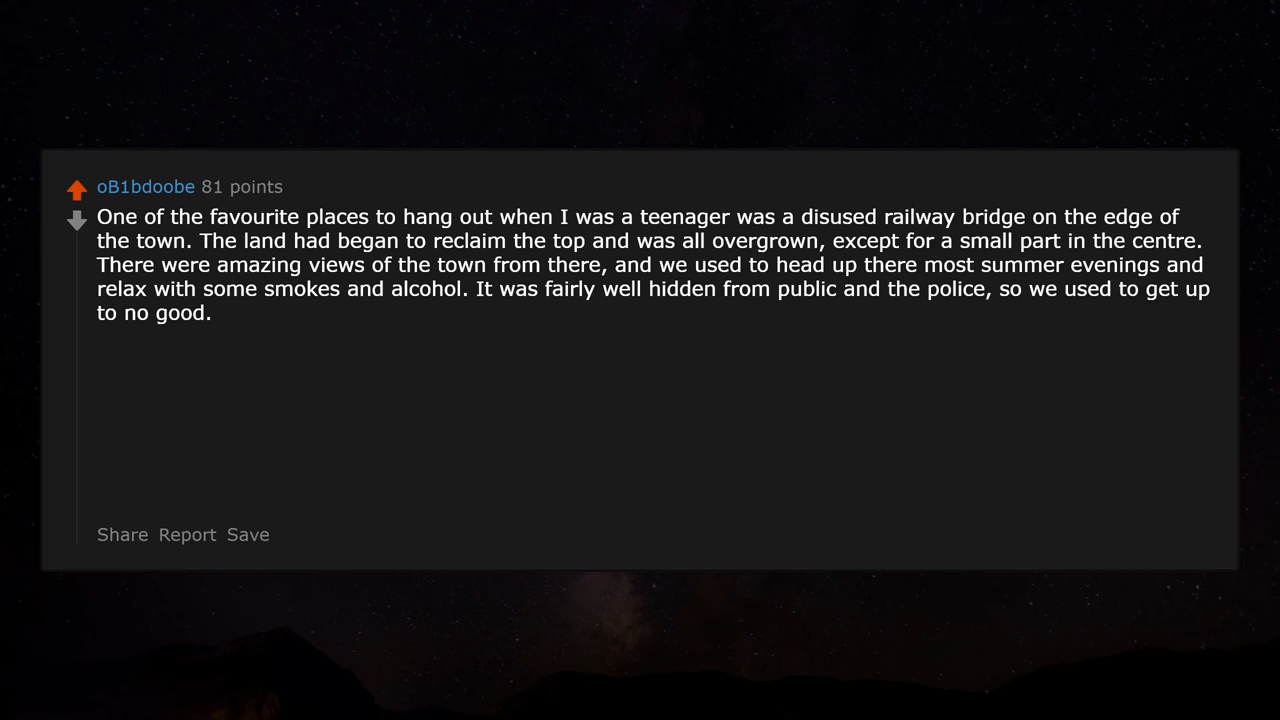 oB1bdoobe 81 points
One of the favourite places to hang out when I was a teenager was a disused railway bridge on the edge of
the town. The land had began to reclaim the top and was all overgrown, except for a small part in the centre.
There were amazing views of the town from there, and we used to head up there most summer evenings and
relax with some smokes and alcohol. It was fairly well hidden from public and the police, so we used to get up
to no good.
Share Report Save